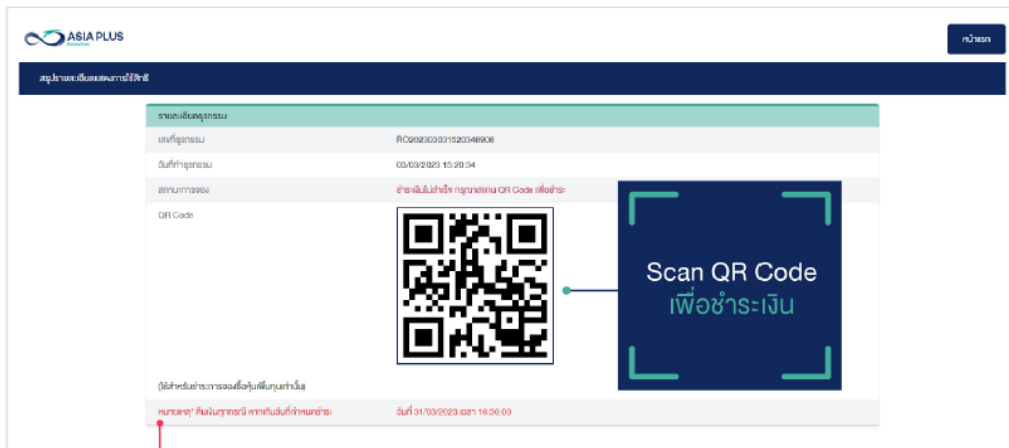 ASIA PLUS
Securities
หน้าแรก
สรุปรายละเอียดแสดงการใช้สิทธิ
รายละเอียดธุรกรรม
เลขที่ธุรกรรม RC202303031520348908
วันที่ทำธุรกรรม 03/03/2023 15:20:34
สถานะการจอง ชำระเงินไม่สำเร็จ กรุณาสแกน QR Code เพื่อชำระ
QR Code
Scan QR Code
เพื่อชำระเงิน
(ใช้สำหรับชำระการจองซื้อหุ้นเพิ่มทุนเท่านั้น)
หมายเหตุ* คืนเงินทุกกรณี หากเกินวันที่กำหนดชำระ วันที่ 31/03/2023 เวลา 16:30:00